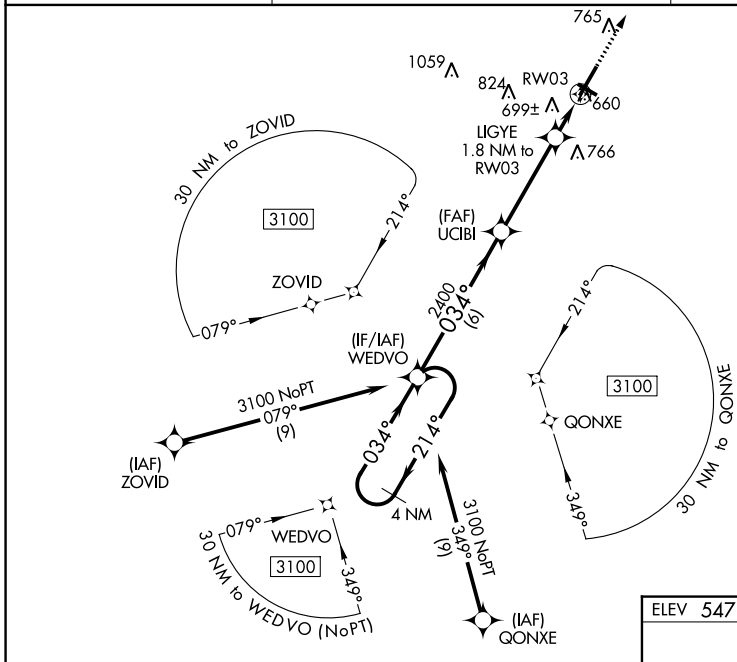 765
1059
RW03
824
699±
660
LIGYE
1.8 NM to
RW03
766
30 NM to ZOVID
3100
214°
(FAF)
UCIBI
ZOVID
079°
2400
034°
(6)
214°
(IF/IAF)
WEDVO
3100
30 NM to QONXE
QONXE
3100 NoPT
079°
(9)
034°
214°
349°
(IAF)
ZOVID
4 NM
079°
WEDVO
3100
349°
30 NM to WEDVO (NoPT)
3100 NoPT
349°
(9)
(IAF)
QONXE
ELEV 547